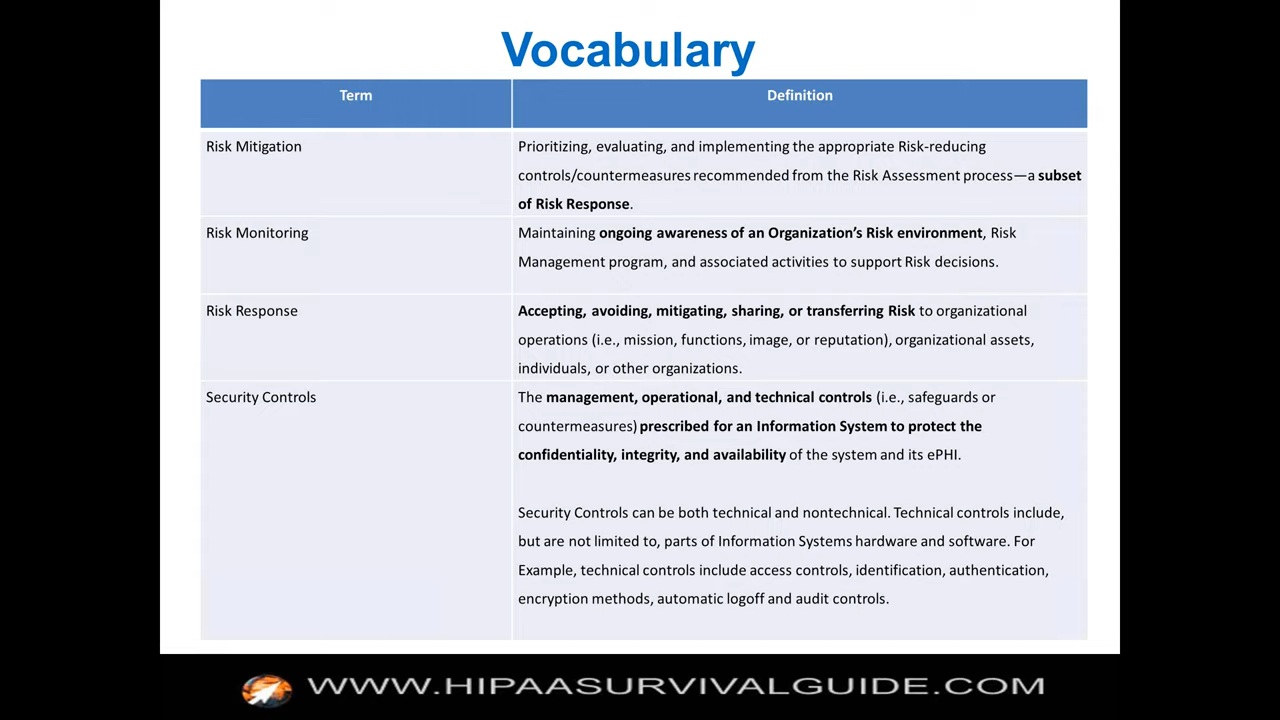 Vocabulary
Term
Definition
Risk Mitigation
Prioritizing, evaluating, and implementing the appropriate Risk-reducing
controls/countermeasures recommended from the Risk Assessment process—a subset
of Risk Response.
Risk Monitoring
Maintaining ongoing awareness of an Organization’s Risk environment, Risk
Management program, and associated activities to support Risk decisions.
Risk Response
Accepting, avoiding, mitigating, sharing, or transferring Risk to organizational
operations (i.e., mission, functions, image, or reputation), organizational assets,
individuals, or other organizations.
Security Controls
The management, operational, and technical controls (i.e., safeguards or
countermeasures) prescribed for an Information System to protect the
confidentiality, integrity, and availability of the system and its ePHI.
Security Controls can be both technical and nontechnical. Technical controls include,
but are not limited to, parts of Information Systems hardware and software. For
Example, technical controls include access controls, identification, authentication,
encryption methods, automatic logoff and audit controls.
WWW.HIPAASURVIVALGUIDE.COM